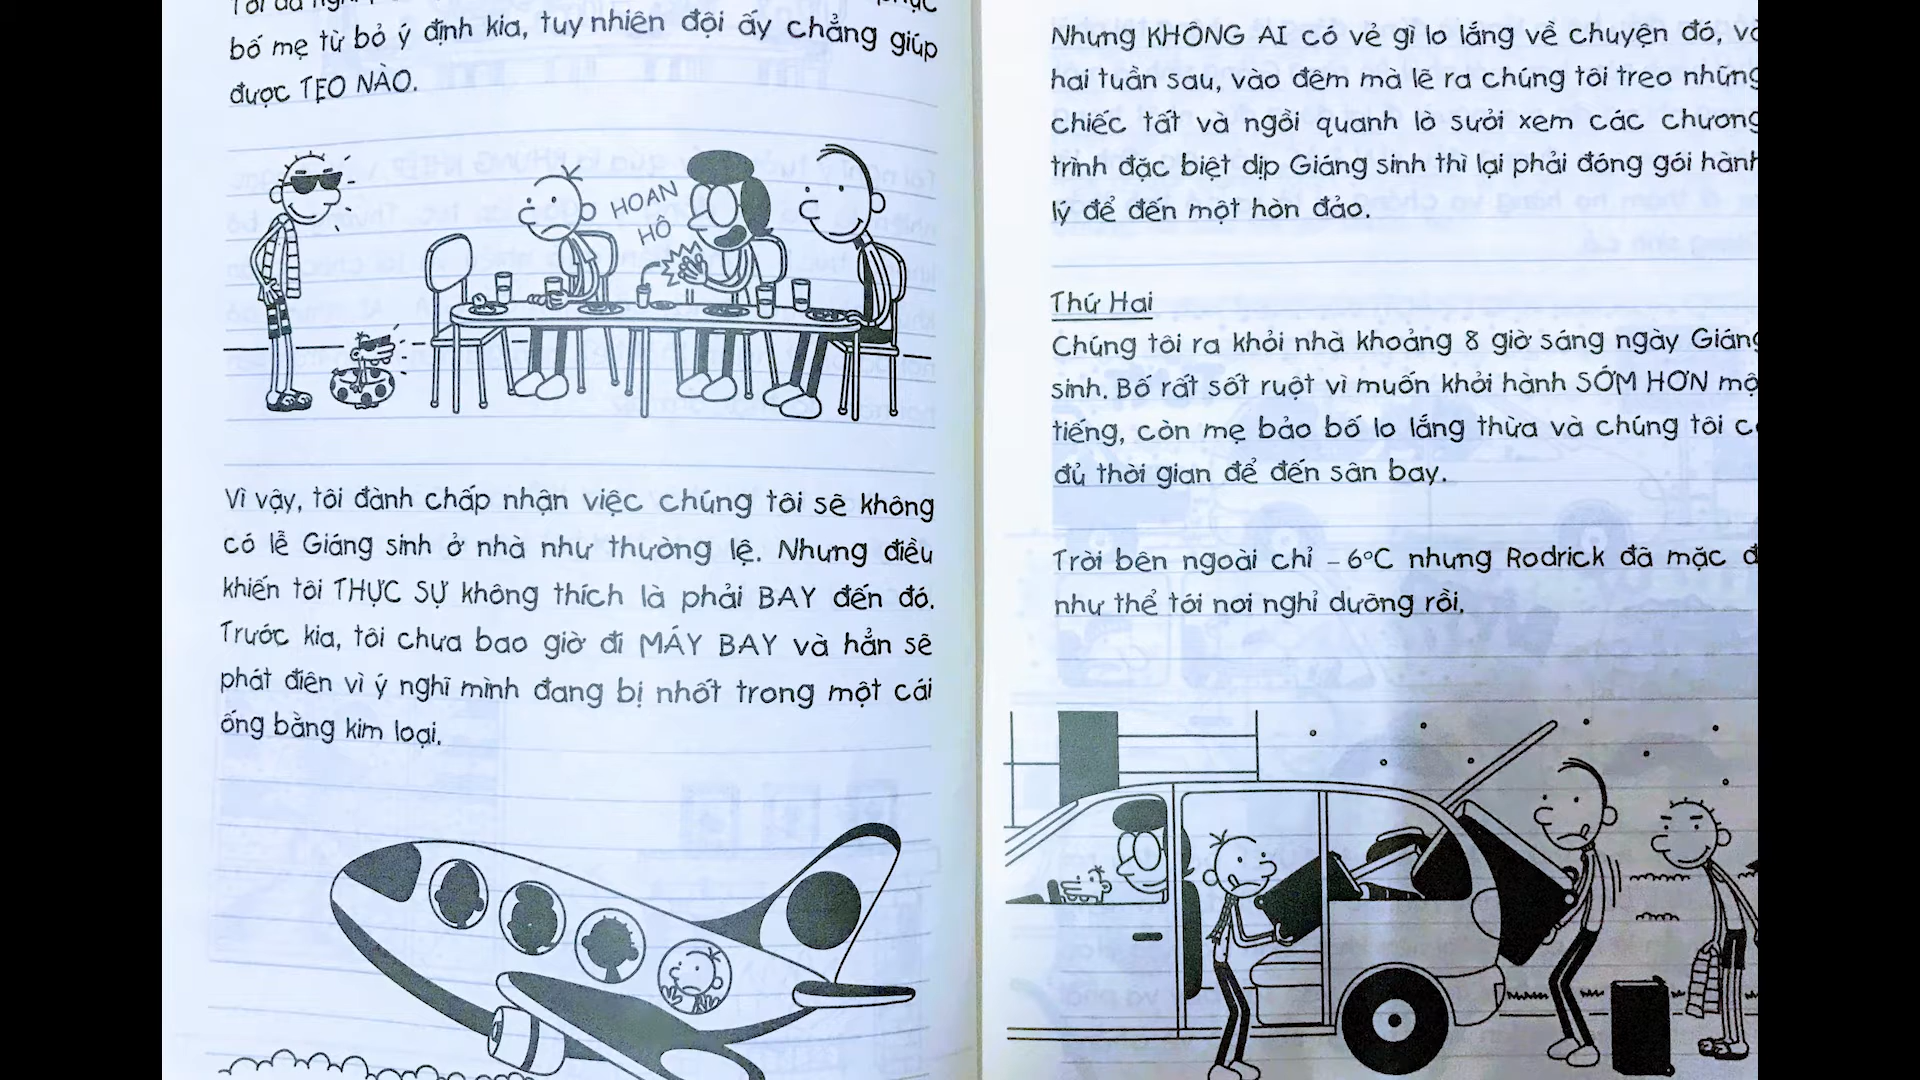 bố mẹ từ bỏ ý định kia, tuy nhiên đội ấy chẳng giúp
được TẸO NÀO.
HOAN
HÔ
Vì vậy, tôi đành chấp nhận việc chúng tôi sẽ không
có lễ Giáng sinh ở nhà như thường lệ. Nhưng điều
khiến tôi THỰC SỰ không thích là phải BAY đến đó.
Trước kia, tôi chưa bao giờ đi MÁY BAY và hẳn sẽ
phát điên vì ý nghĩ mình đang bị nhốt trong một cái
ống bằng kim loại.
Nhưng KHÔNG AI có vẻ gì lo lắng về chuyện đó,
hai tuần sau, vào đêm mà lẽ ra chúng tôi treo những
chiếc tất và ngồi quanh lò sưởi xem các chương
trình đặc biệt dịp Giáng sinh thì lại phải đóng gói hành
lý để đến một hòn đảo.
Thứ Hai
Chúng tôi ra khỏi nhà khoảng 8 giờ sáng ngày Giáng
sinh. Bố rất sốt ruột vì muốn khởi hành SỚM HƠN
tiếng, còn mẹ bảo bố lo lắng thừa và chúng tôi
đủ thời gian để đến sân bay.
Trời bên ngoài chỉ – 6°C nhưng Rodrick đã mặc
như thể tới nơi nghỉ dưỡng rồi.